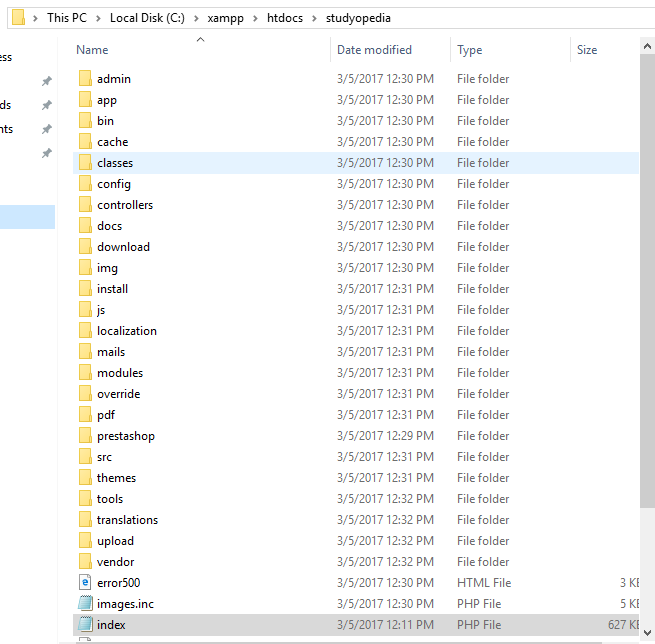 This PC > Local Disk (C:) > xampp > htdocs > studyopedia
Name Date modified Type Size
ess
ds
nts
admin 3/5/2017 12:30 PM File folder
app 3/5/2017 12:30 PM File folder
bin 3/5/2017 12:30 PM File folder
cache 3/5/2017 12:30 PM File folder
classes 3/5/2017 12:30 PM File folder
config 3/5/2017 12:30 PM File folder
controllers 3/5/2017 12:30 PM File folder
docs 3/5/2017 12:30 PM File folder
download 3/5/2017 12:30 PM File folder
img 3/5/2017 12:30 PM File folder
install 3/5/2017 12:31 PM File folder
js 3/5/2017 12:31 PM File folder
localization 3/5/2017 12:31 PM File folder
mails 3/5/2017 12:31 PM File folder
modules 3/5/2017 12:31 PM File folder
override 3/5/2017 12:31 PM File folder
pdf 3/5/2017 12:31 PM File folder
prestashop 3/5/2017 12:29 PM File folder
src 3/5/2017 12:31 PM File folder
themes 3/5/2017 12:31 PM File folder
tools 3/5/2017 12:32 PM File folder
translations 3/5/2017 12:32 PM File folder
upload 3/5/2017 12:32 PM File folder
vendor 3/5/2017 12:32 PM File folder
error500 3/5/2017 12:30 PM HTML File 3 KB
images.inc 3/5/2017 12:30 PM PHP File 5 KB
index 3/5/2017 12:11 PM PHP File 627 KB